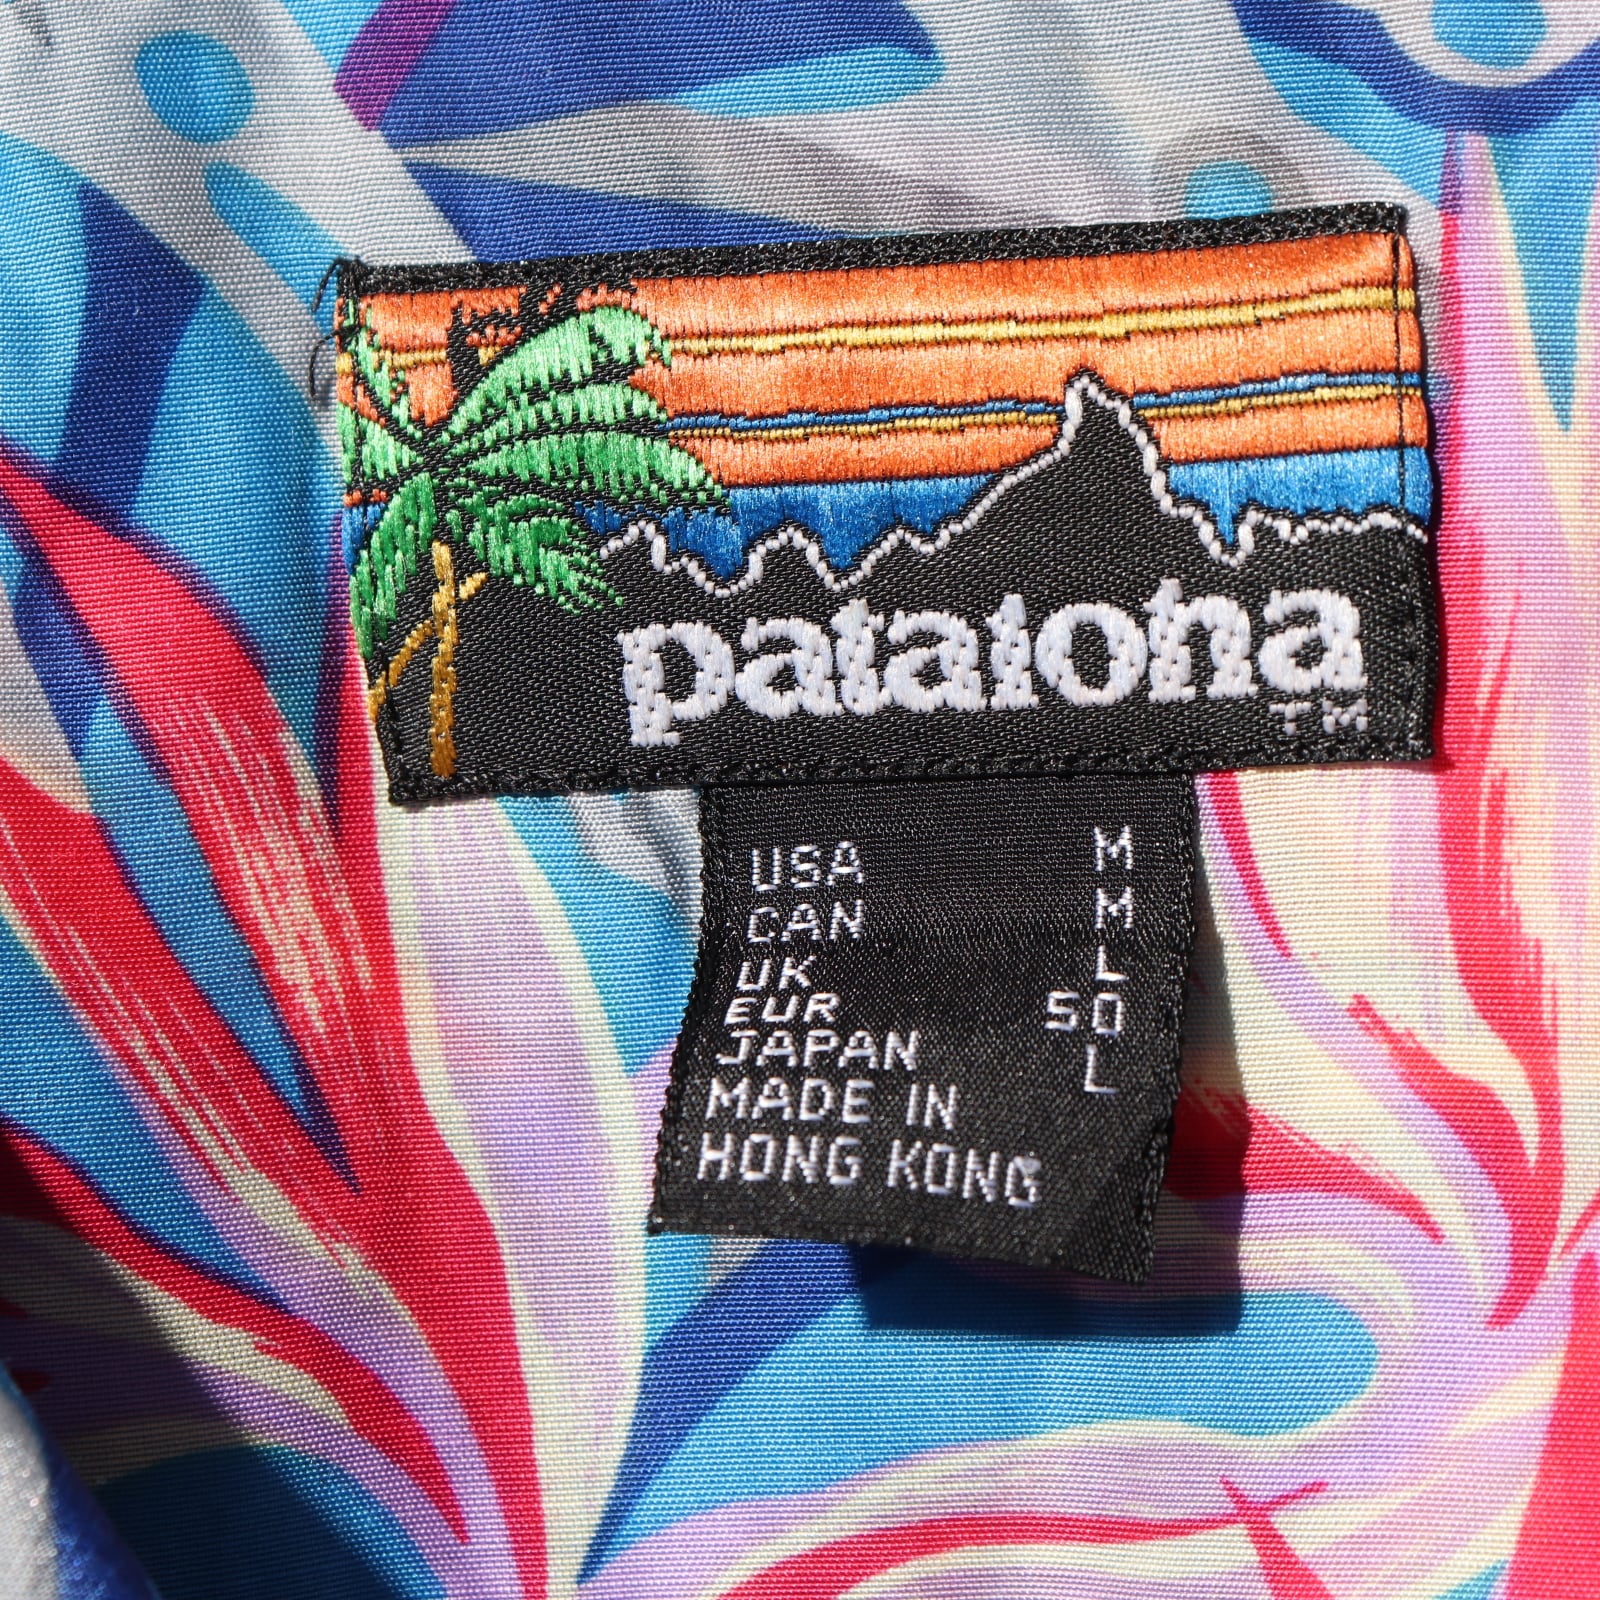 pataloha
TM
USA M
CAN M
UK L
EUR 50
JAPAN L
MADE IN
HONG KONG